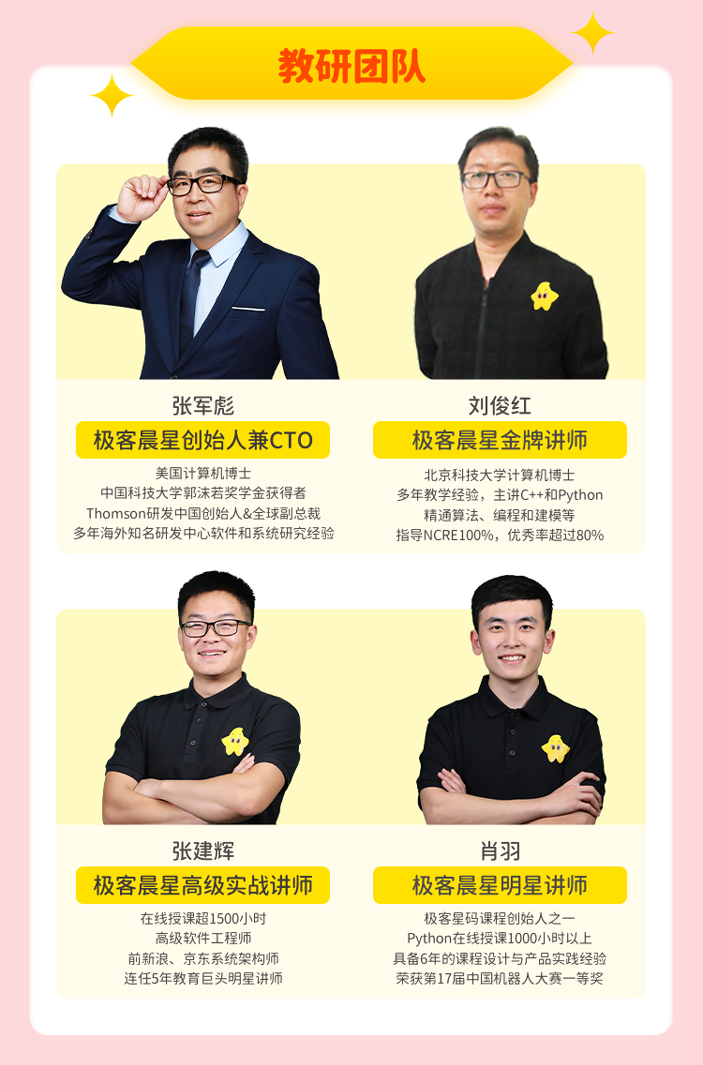 教研团队
张军彪
极客晨星创始人兼CTO
美国计算机博士
中国科技大学郭沫若奖学金获得者
Thomson研发中国创始人&全球副总裁
多年海外知名研发中心软件和系统研究经验
刘俊红
极客晨星金牌讲师
北京科技大学计算机博士
多年教学经验，主讲C++和Python
精通算法、编程和建模等
指导NCRE100%，优秀率超过80%
张建辉
极客晨星高级实战讲师
在线授课超1500小时
高级软件工程师
前新浪、京东系统架构师
连任5年教育巨头明星讲师
肖羽
极客晨星明星讲师
极客星码课程创始人之一
Python在线授课1000小时以上
具备6年的课程设计与产品实践经验
荣获第17届中国机器人大赛一等奖